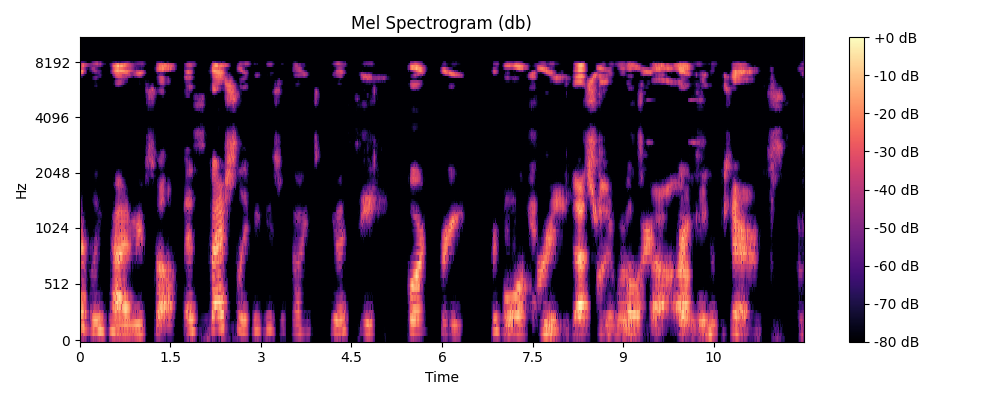 Mel Spectrogram (db)
8192
4096
2048
1024
512
0
Hz
0 1.5 3 4.5 6 7.5 9 10
Time
+0 dB
-10 dB
-20 dB
-30 dB
-40 dB
-50 dB
-60 dB
-70 dB
-80 dB